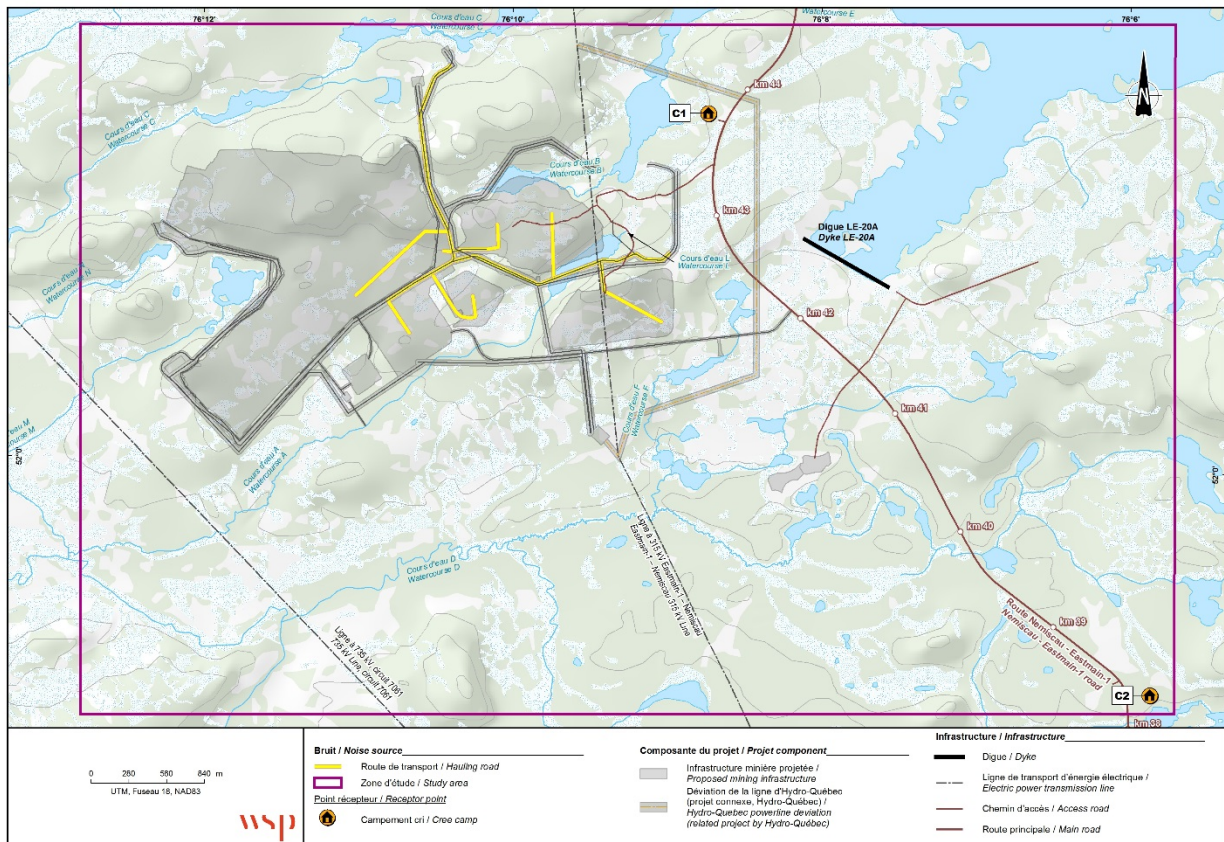 76°12'
76°10'
76°8'
76°6'
Cours d'eau C
Watercourse C
Watercourse E
km 44
C1
N
Cours d'eau C
Watercourse C
Cours d'eau B
Watercourse B
km 43
Digue LE-20A
Dyke LE-20A
Cours d'eau L
Watercourse L
Cours d'eau N
Watercourse N
km 42
km 41
Cours d'eau F
Watercourse F
52°0'
52°0'
Watercourse M
Cours d'eau A
Watercourse A
km 40
Cours d'eau D
Watercourse D
Ligne à 315 kV Eastmain-1 – Nemiscau
Eastmain-1 – Nemiscau 315 kV Line
Ligne à 735 kV, circuit 7061
735 kV Line, circuit 7061
km 39
Route Nemiscau - Eastmain-1
Nemiscau - Eastmain-1 road
C2
km 38
0 280 560 840 m
UTM, Fuseau 18, NAD83
wsp
Bruit / Noise source
Route de transport / Hauling road
Zone d'étude / Study area
Point récepteur / Receptor point
Campement cri / Cree camp
Composante du projet / Projet component
Infrastructure minière projetée /
Proposed mining infrastructure
Déviation de la ligne d'Hydro-Québec
(projet connexe, Hydro-Québec) /
Hydro-Quebec powerline deviation
(related project by Hydro-Québec)
Infrastructure / Infrastructure
Digue / Dyke
Ligne de transport d'énergie électrique /
Electric power transmission line
Chemin d'accès / Access road
Route principale / Main road